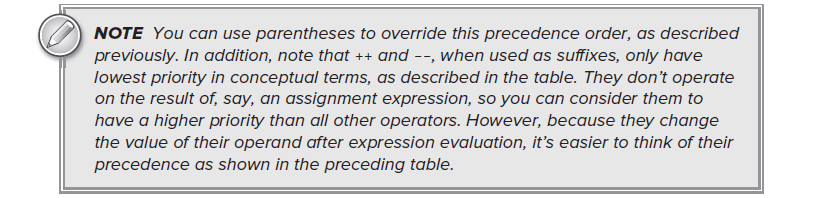 NOTE You can use parentheses to override this precedence order, as described
previously. In addition, note that ++ and --, when used as suffixes, only have
lowest priority in conceptual terms, as described in the table. They don’t operate
on the result of, say, an assignment expression, so you can consider them to
have a higher priority than all other operators. However, because they change
the value of their operand after expression evaluation, it’s easier to think of their
precedence as shown in the preceding table.